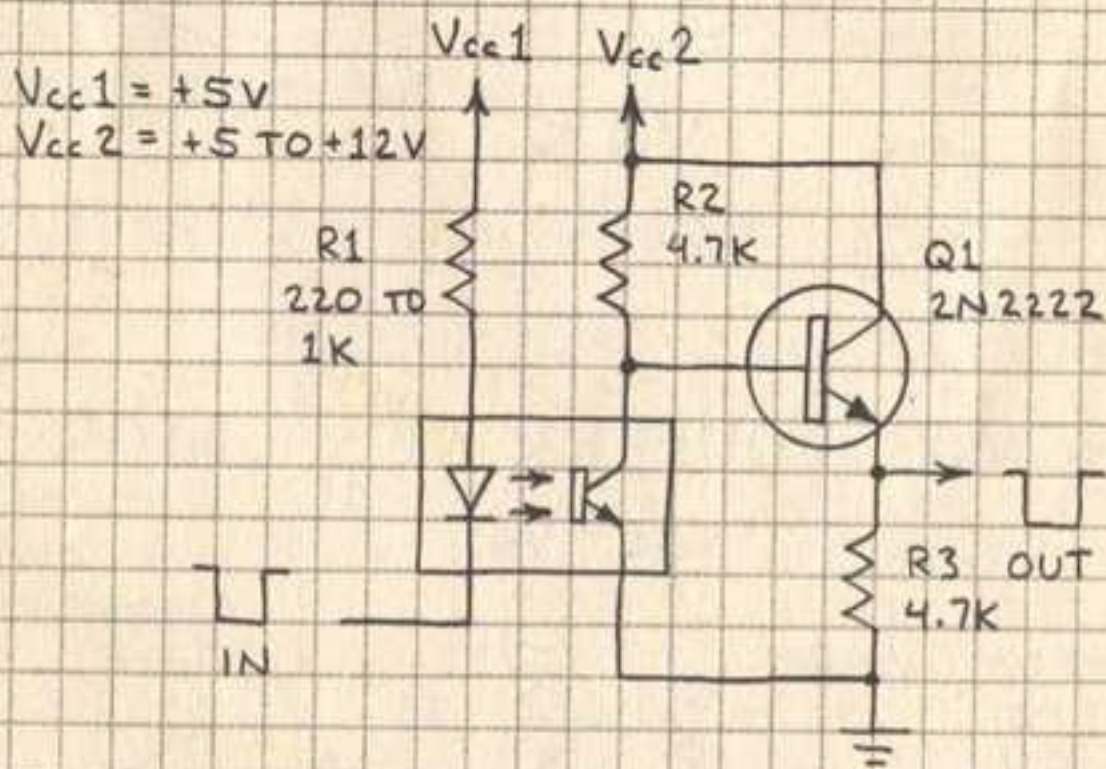 Vcc1 Vcc2
Vcc1 = +5V
Vcc2 = +5 TO +12V
R1
220 TO
1K
R2
4.7K
Q1
2N2222
IN
R3
4.7K
OUT